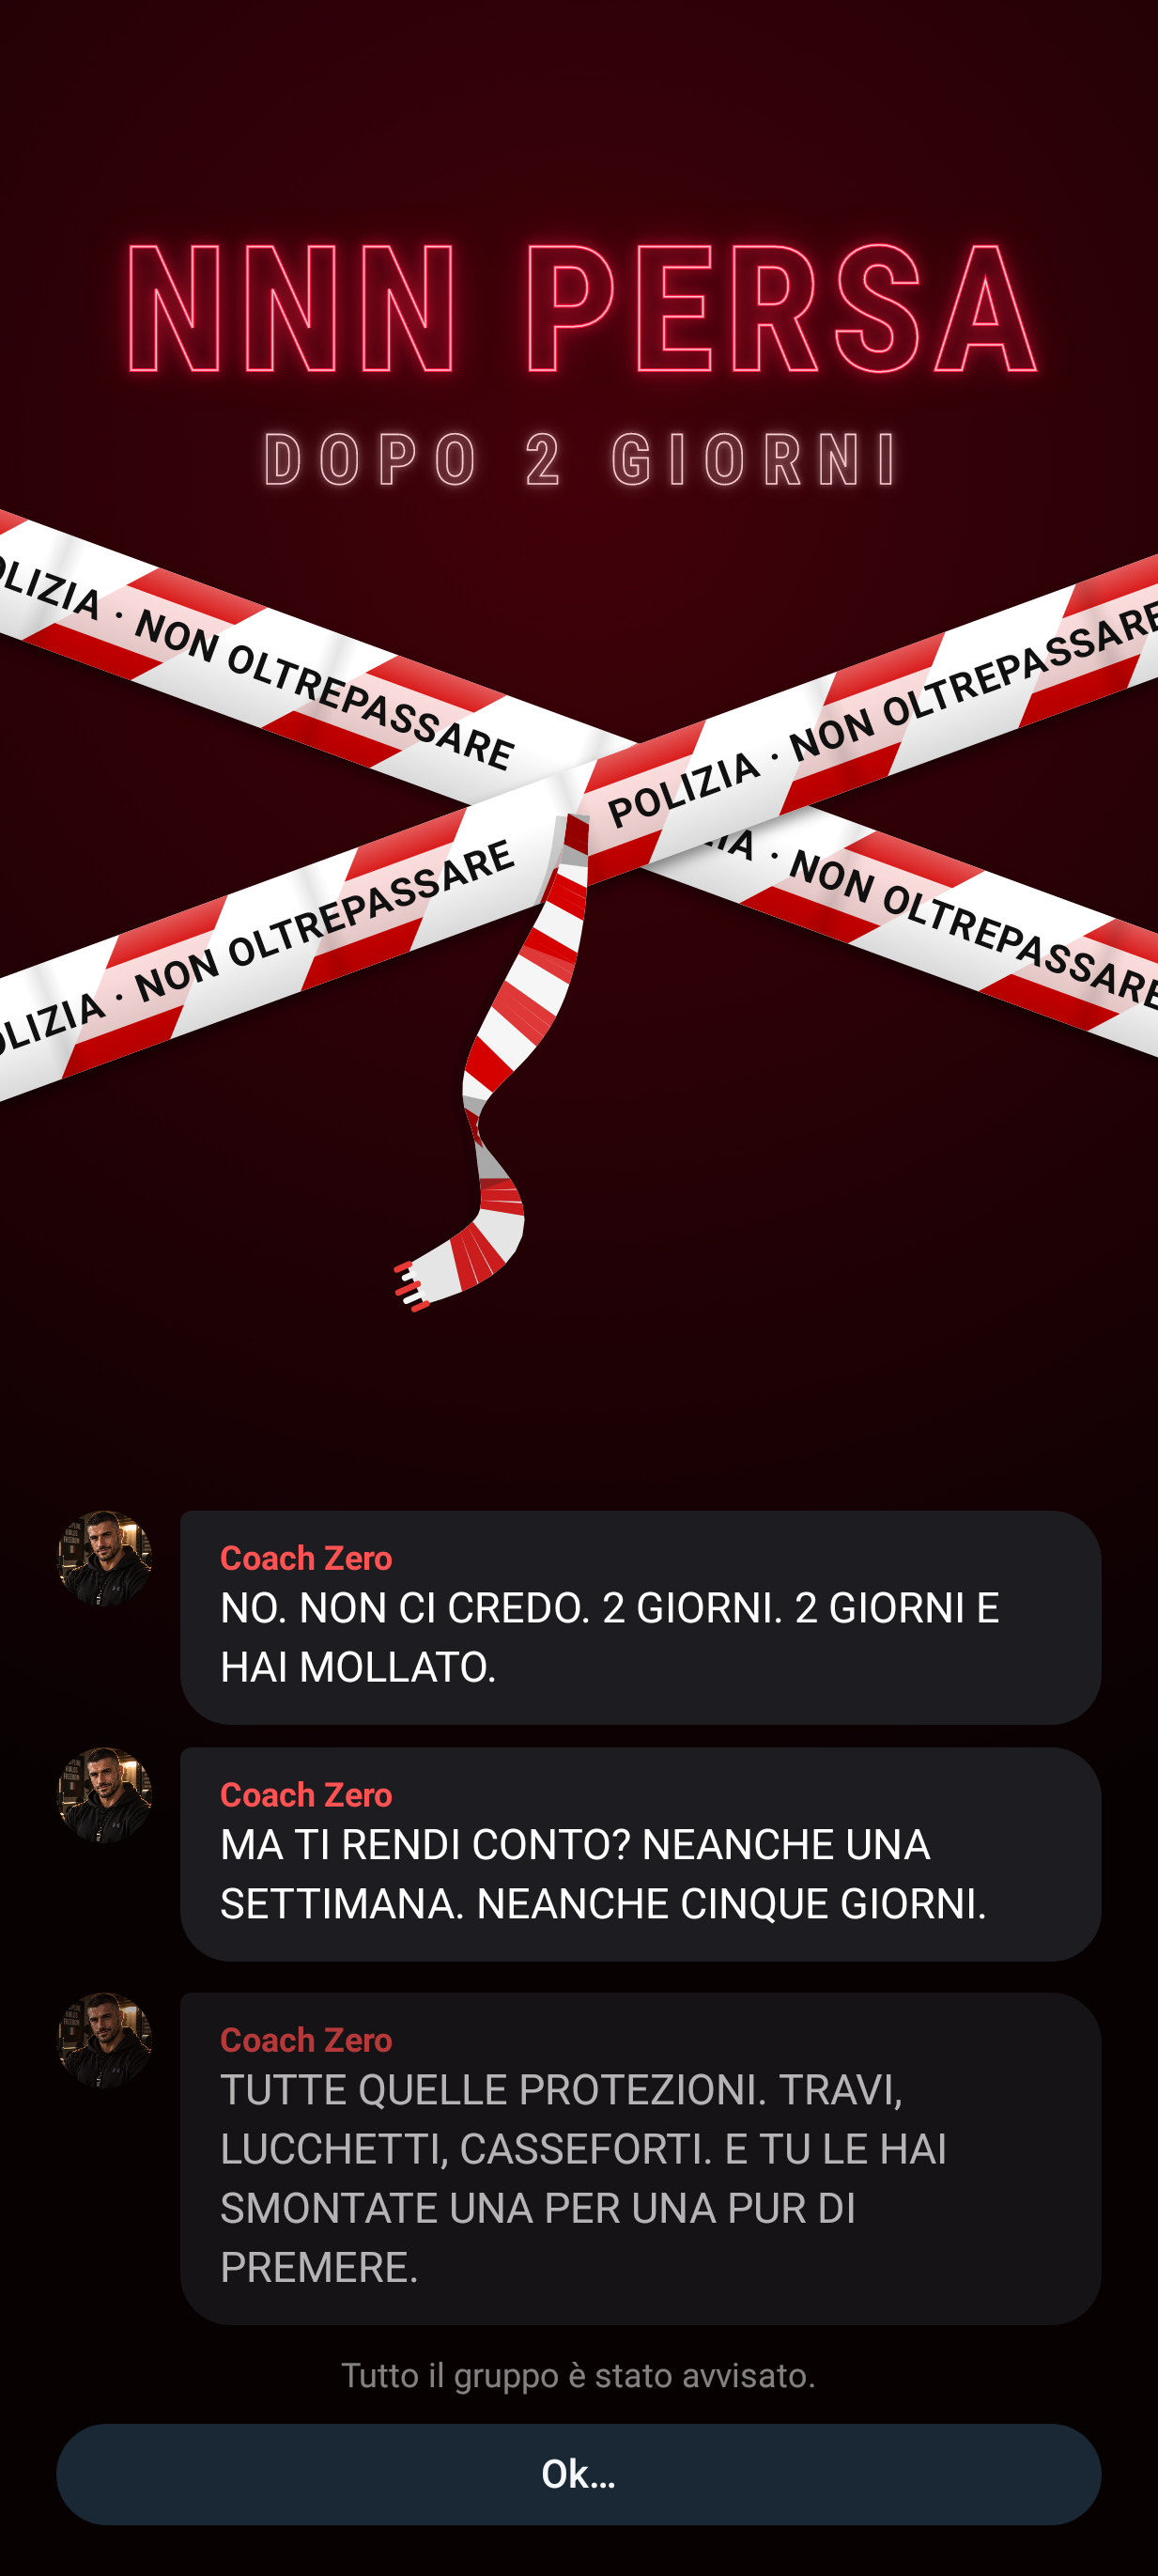 NNN PERSA
DOPO 2 GIORNI
OLIZIA · NON OLTREPASSARE
POLIZIA · NON OLTREPASSARE
OLIZIA · NON OLTREPASSARE
· NON OLTREPASSARE
Coach Zero
NO. NON CI CREDO. 2 GIORNI. 2 GIORNI E
HAI MOLLATO.
Coach Zero
MA TI RENDI CONTO? NEANCHE UNA
SETTIMANA. NEANCHE CINQUE GIORNI.
Coach Zero
TUTTE QUELLE PROTEZIONI. TRAVI,
LUCCHETTI, CASSEFORTI. E TU LE HAI
SMONTATE UNA PER UNA PUR DI
PREMERE.
Tutto il gruppo è stato avvisato.
Ok...